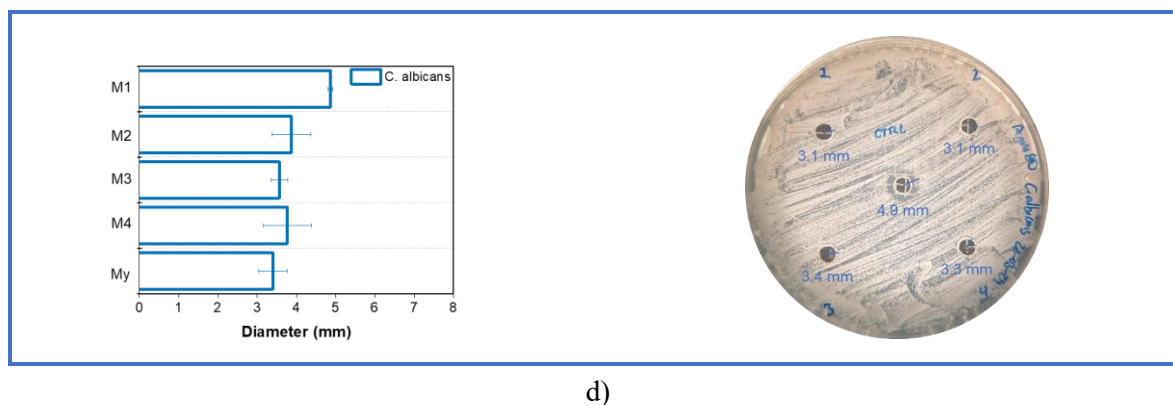 M1
M2
M3
M4
My
C. albicans
0 1 2 3 4 5 6 7 8
Diameter (mm)
1
2
CTRL
3.1 mm
3.1 mm
4.9 mm
3.4 mm
3.3 mm
3
4
C albicans
d)